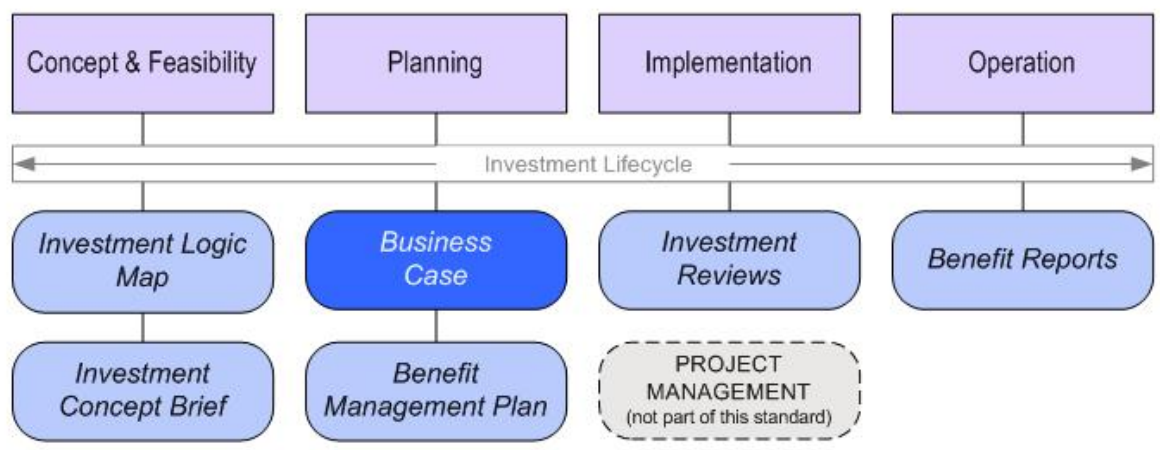 Concept & Feasibility
Planning
Implementation
Operation
Investment Lifecycle
Investment Logic
Map
Business
Case
Investment
Reviews
Benefit Reports
Investment
Concept Brief
Benefit
Management Plan
PROJECT
MANAGEMENT
(not part of this standard)